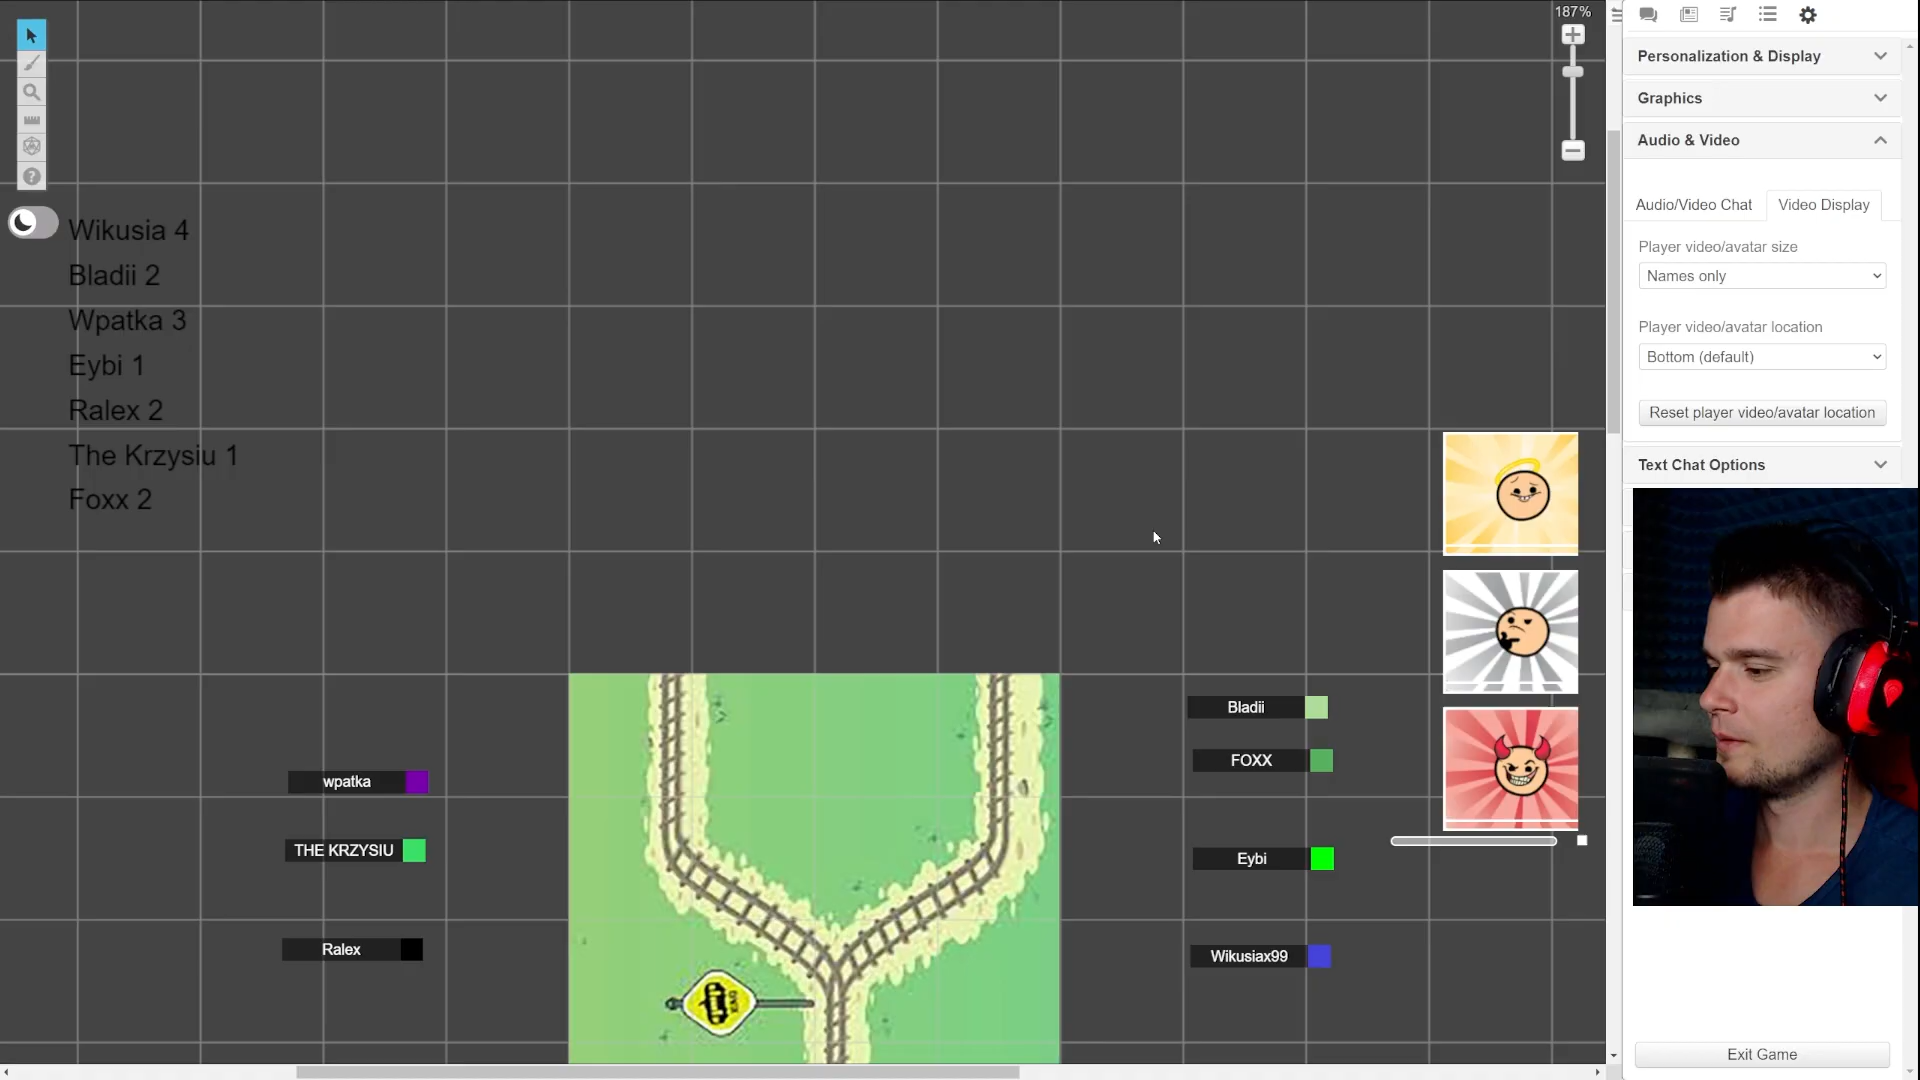 187%
Personalization & Display
Graphics
Audio & Video
Audio/Video Chat
Video Display
Player video/avatar size
Names only
Player video/avatar location
Bottom (default)
Reset player video/avatar location
Text Chat Options
Exit Game
Wikusia 4
Bladii 2
Wpatka 3
Eybi 1
Ralex 2
The Krzysiu 1
Foxx 2
wpatka
THE KRZYSIU
Ralex
Bladii
FOXX
Eybi
Wikusiax99